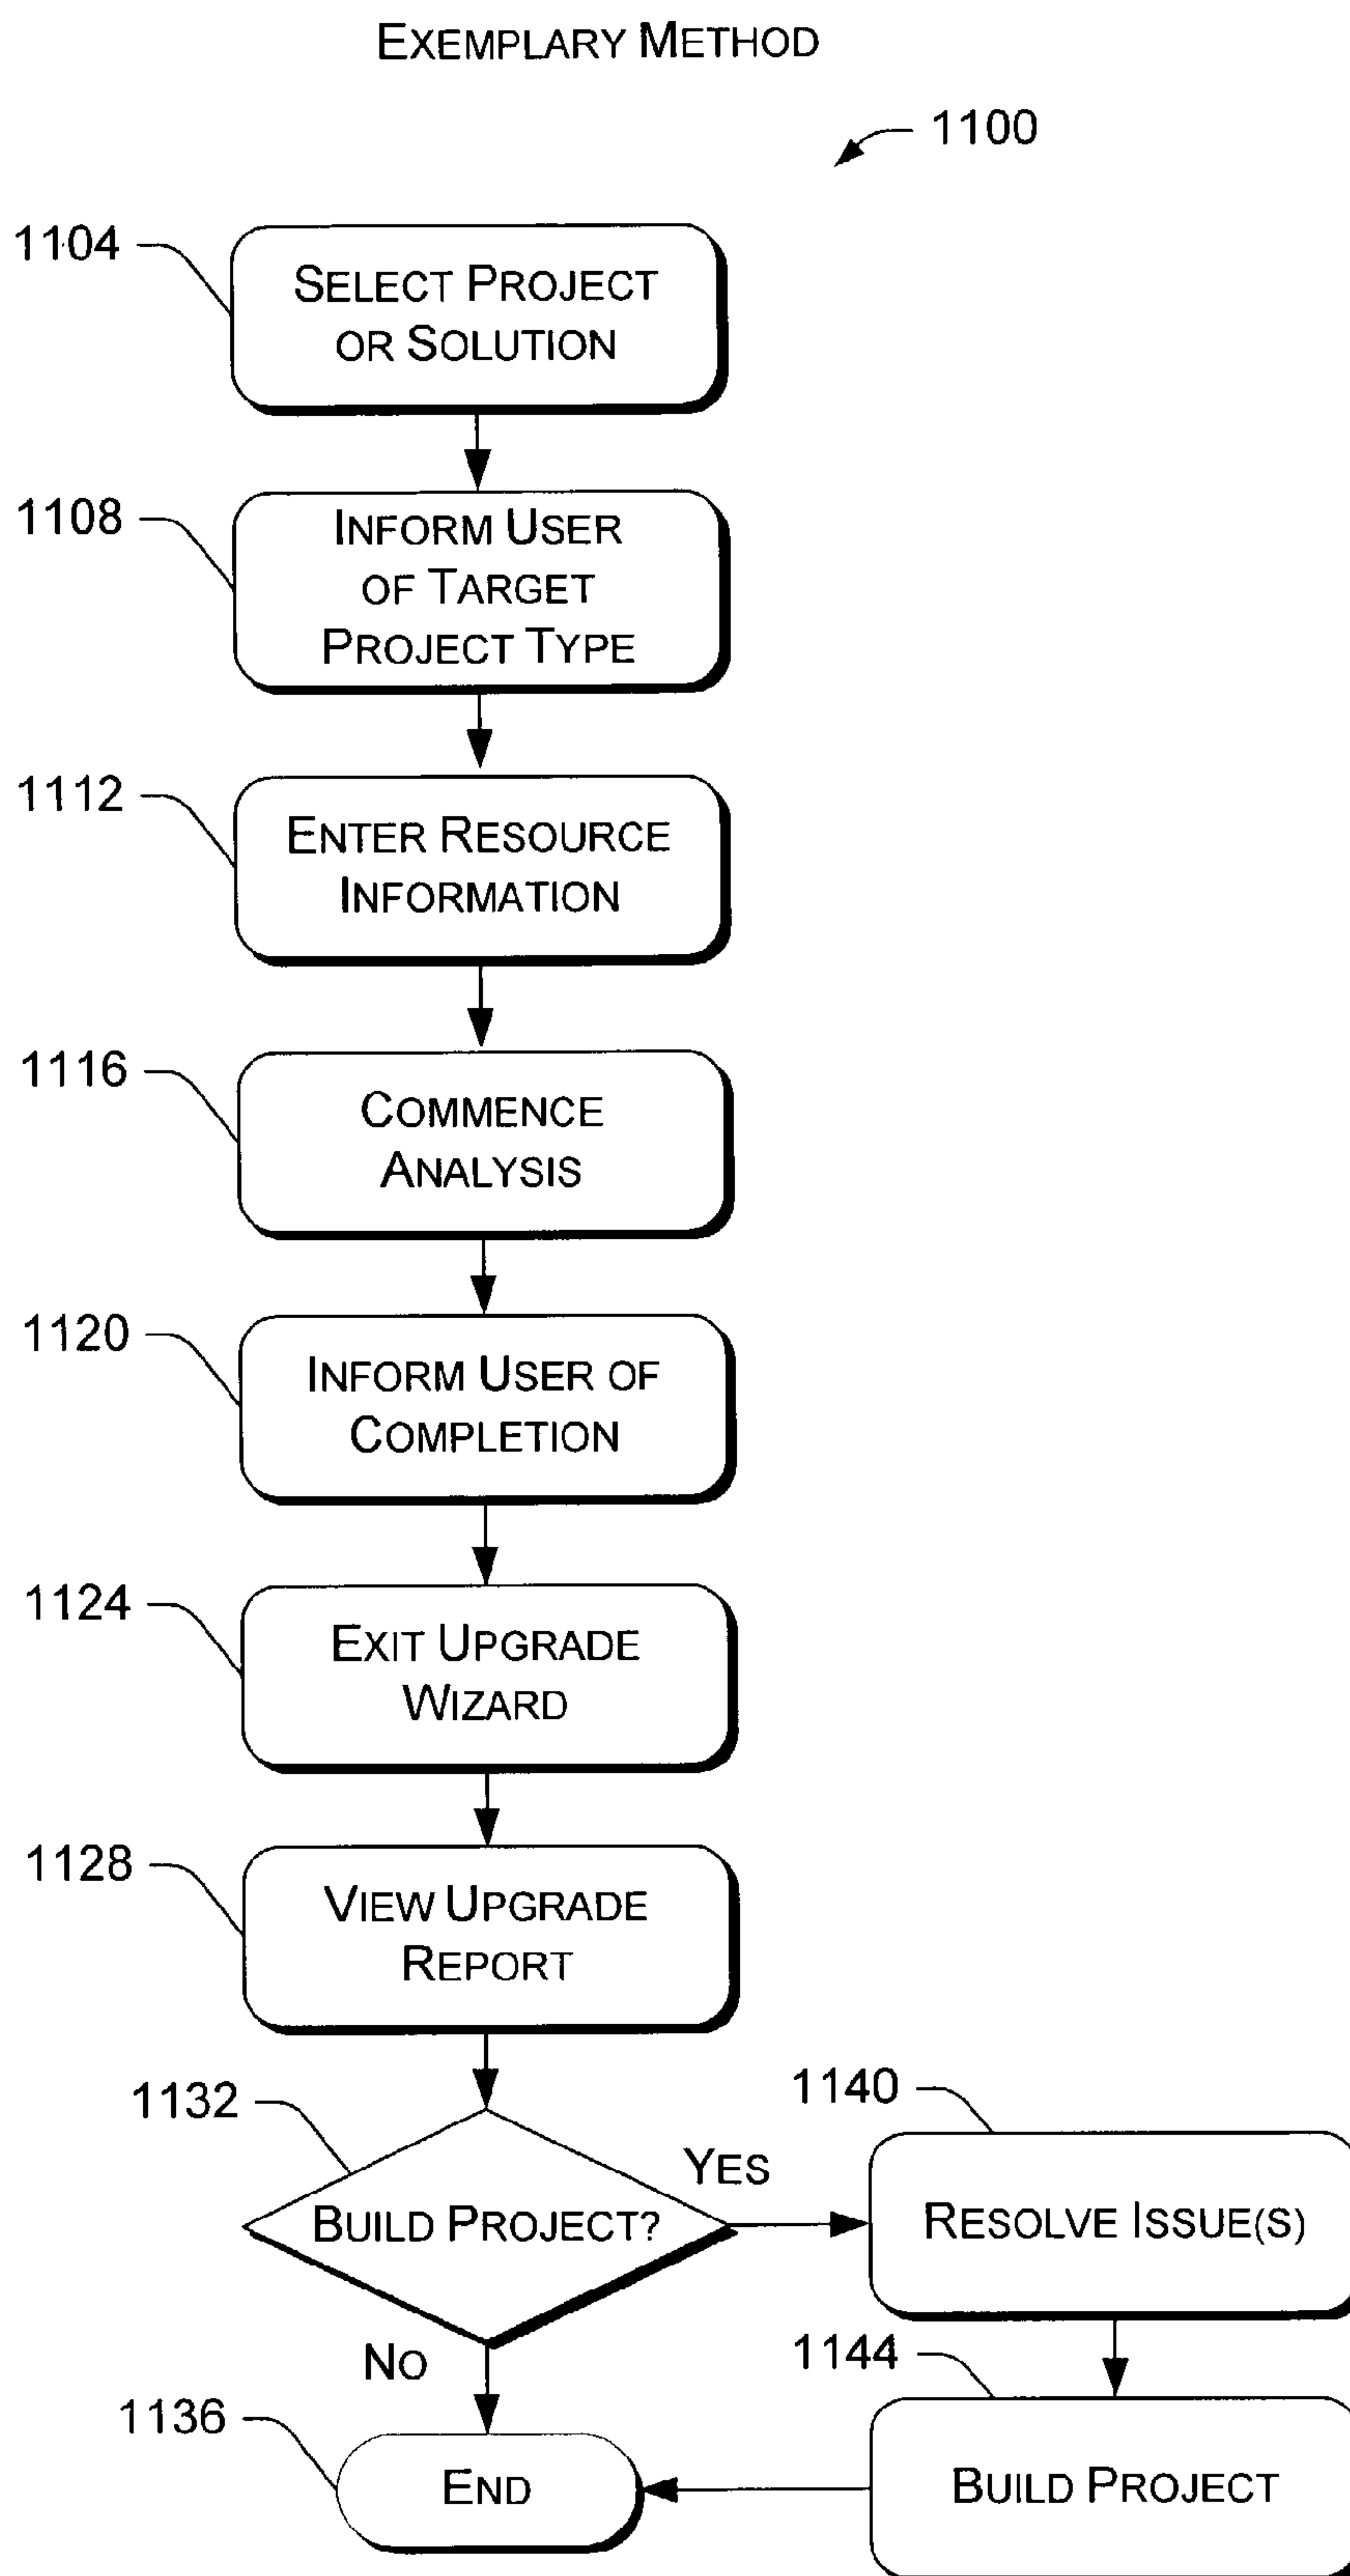 EXEMPLARY METHOD
1100
1104
SELECT PROJECT
OR SOLUTION
1108
INFORM USER
OF TARGET
PROJECT TYPE
1112
ENTER RESOURCE
INFORMATION
1116
COMMENCE
ANALYSIS
1120
INFORM USER OF
COMPLETION
1124
EXIT UPGRADE
WIZARD
1128
VIEW UPGRADE
REPORT
1132
BUILD PROJECT?
YES
1140
RESOLVE ISSUE(S)
NO
1144
BUILD PROJECT
1136
END